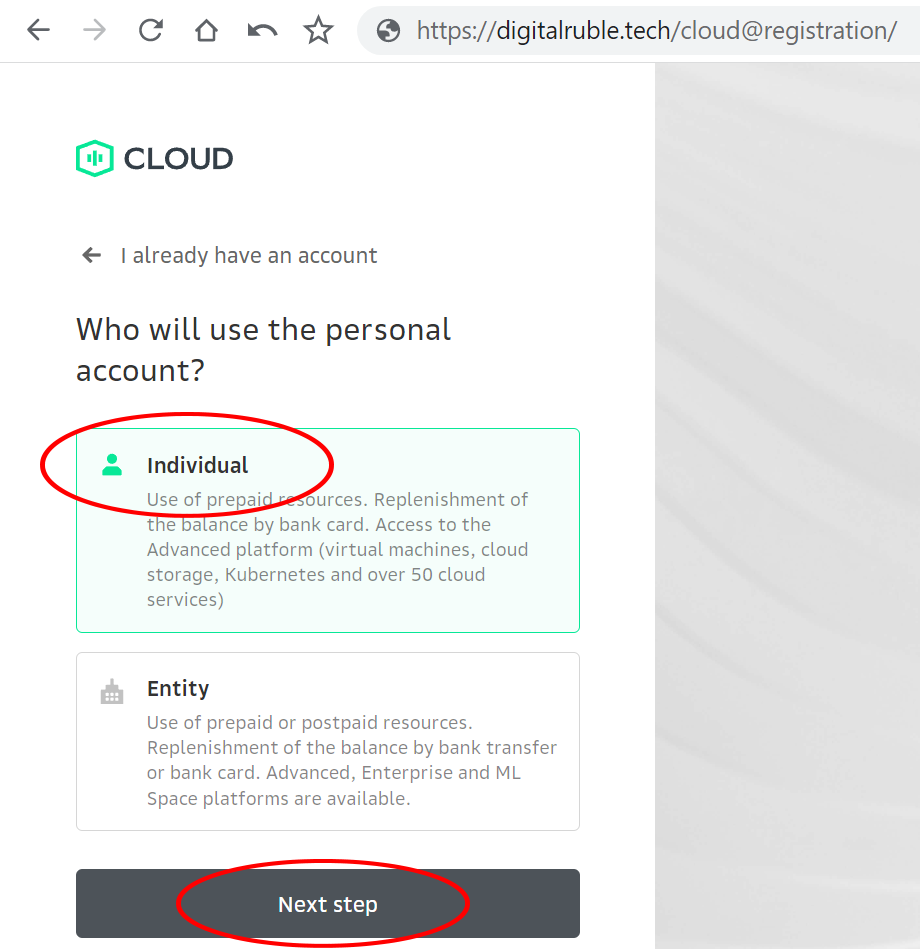 https://digitalruble.tech/cloud@registration/
CLOUD
I already have an account
Who will use the personal
account?
Individual
Use of prepaid resources. Replenishment of
the balance by bank card. Access to the
Advanced platform (virtual machines, cloud
storage, Kubernetes and over 50 cloud
services)
Entity
Use of prepaid or postpaid resources.
Replenishment of the balance by bank transfer
or bank card. Advanced, Enterprise and ML
Space platforms are available.
Next step